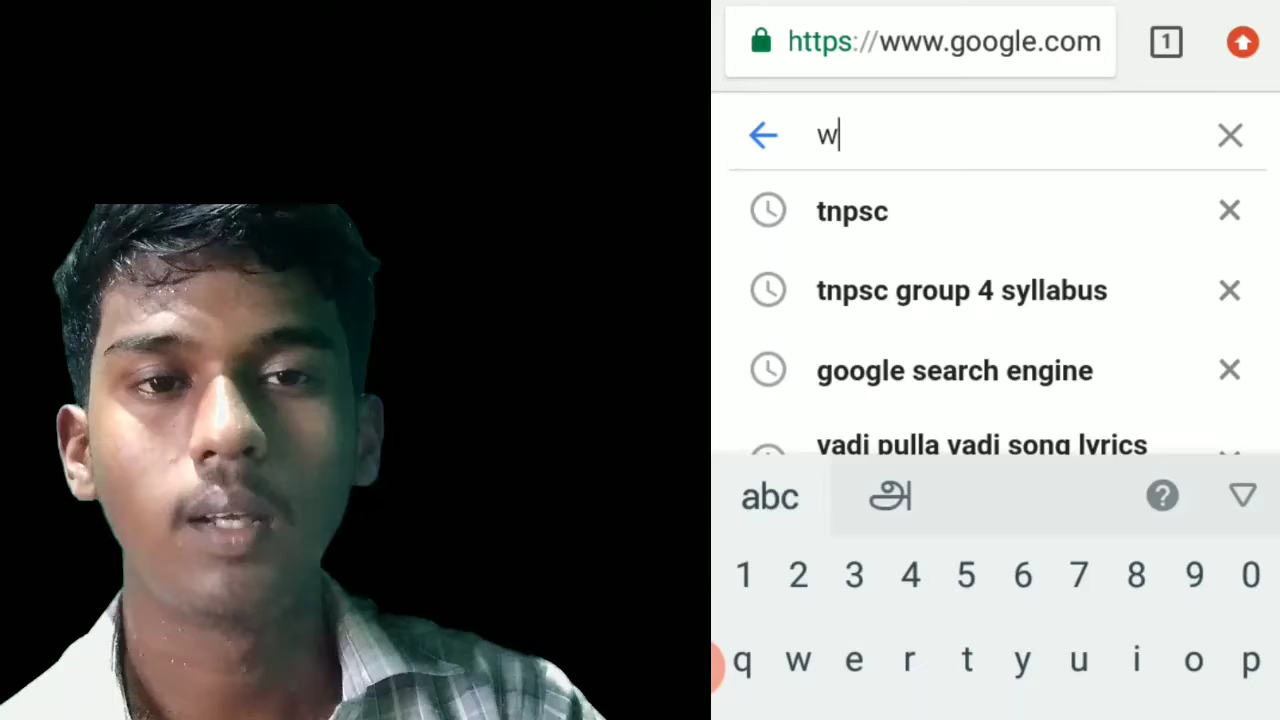 https://www.google.com
1
w
tnpsc
tnpsc group 4 syllabus
google search engine
vadi pulla vadi song lyrics
abc
அ
?
1 2 3 4 5 6 7 8 9 0
q w e r t y u i o p